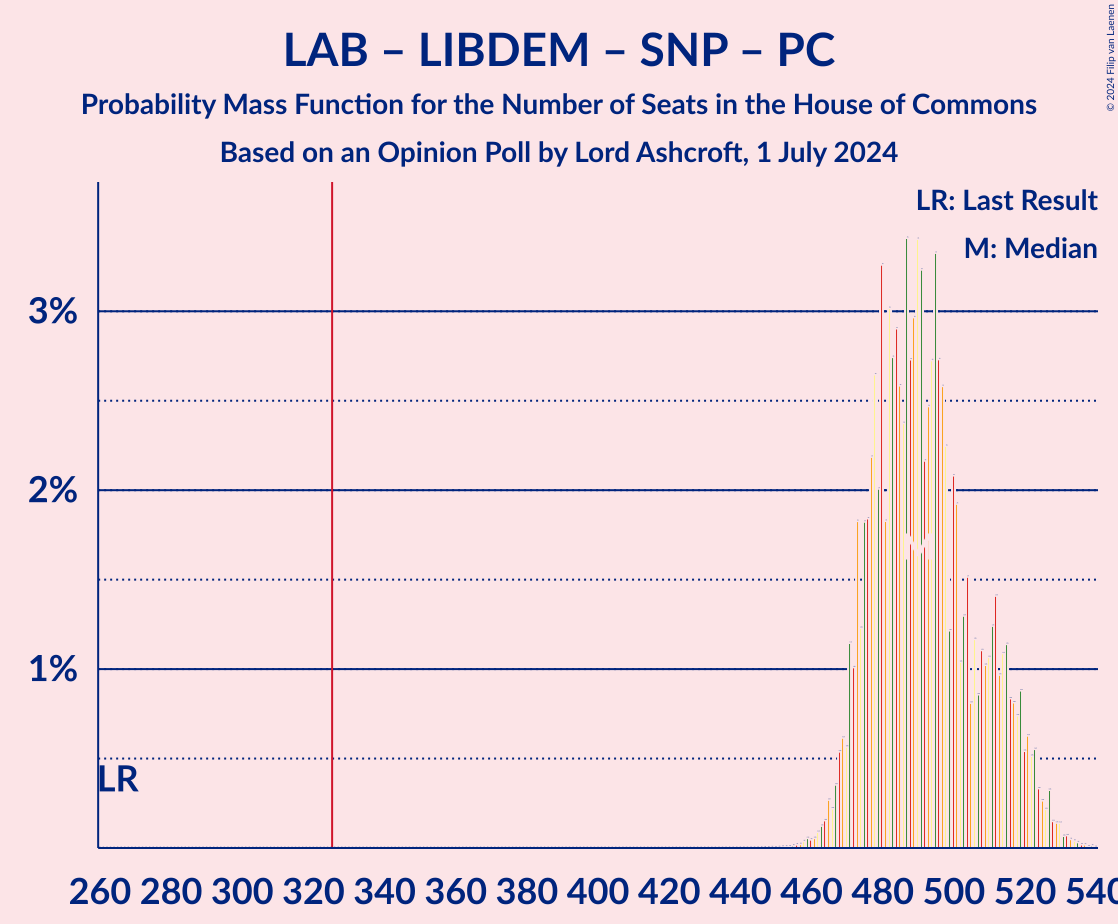 LAB – LIBDEM – SNP – PC
Probability Mass Function for the Number of Seats in the House of Commons
Based on an Opinion Poll by Lord Ashcroft, 1 July 2024
© 2024 Filip van Laenen
LR: Last Result
M: Median
3%
2%
1%
LR
260 280 300 320 340 360 380 400 420 440 460 480 500 520 540